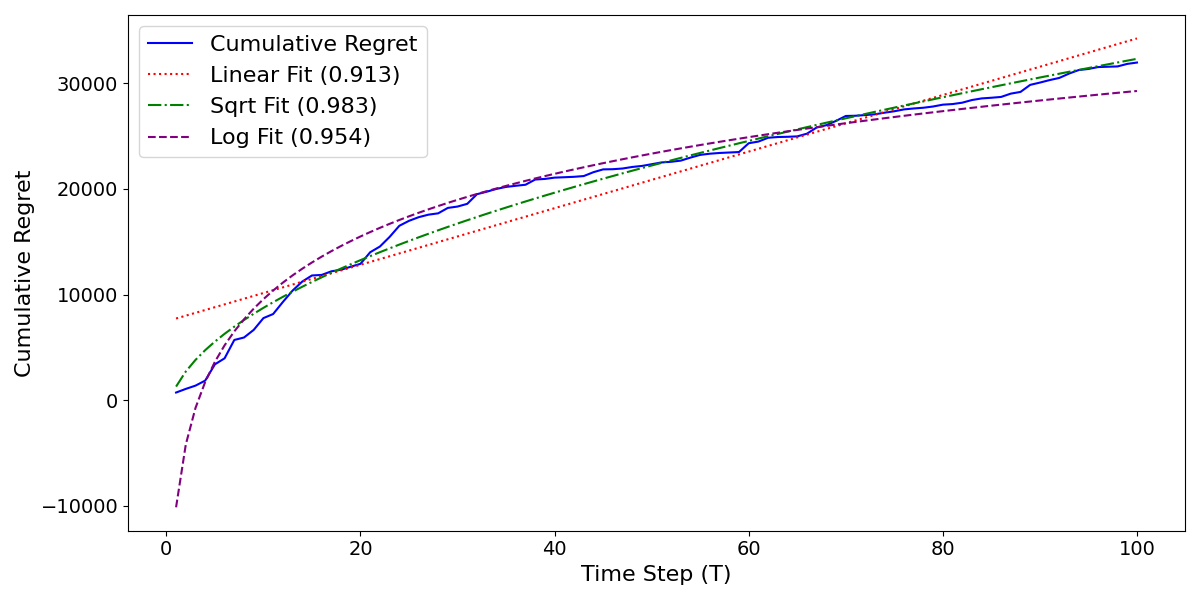 Cumulative Regret
Linear Fit (0.913)
Sqrt Fit (0.983)
Log Fit (0.954)
Cumulative Regret
30000
20000
10000
0
−10000
0 20 40 60 80 100
Time Step (T)